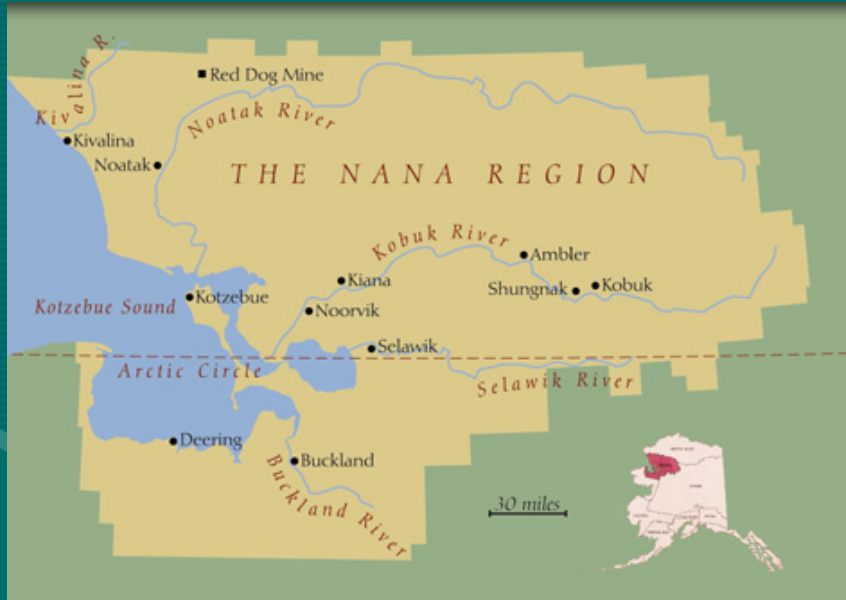 Kivalina R.
Red Dog Mine
Noatak River
Kivalina
Noatak
THE NANA REGION
Kobuk River
Ambler
Kiana
Shungnak
Kobuk
Kotzebue
Kotzebue Sound
Noorvik
Selawik
Arctic Circle
Selawik River
Deering
Buckland
Buckland River
30 miles